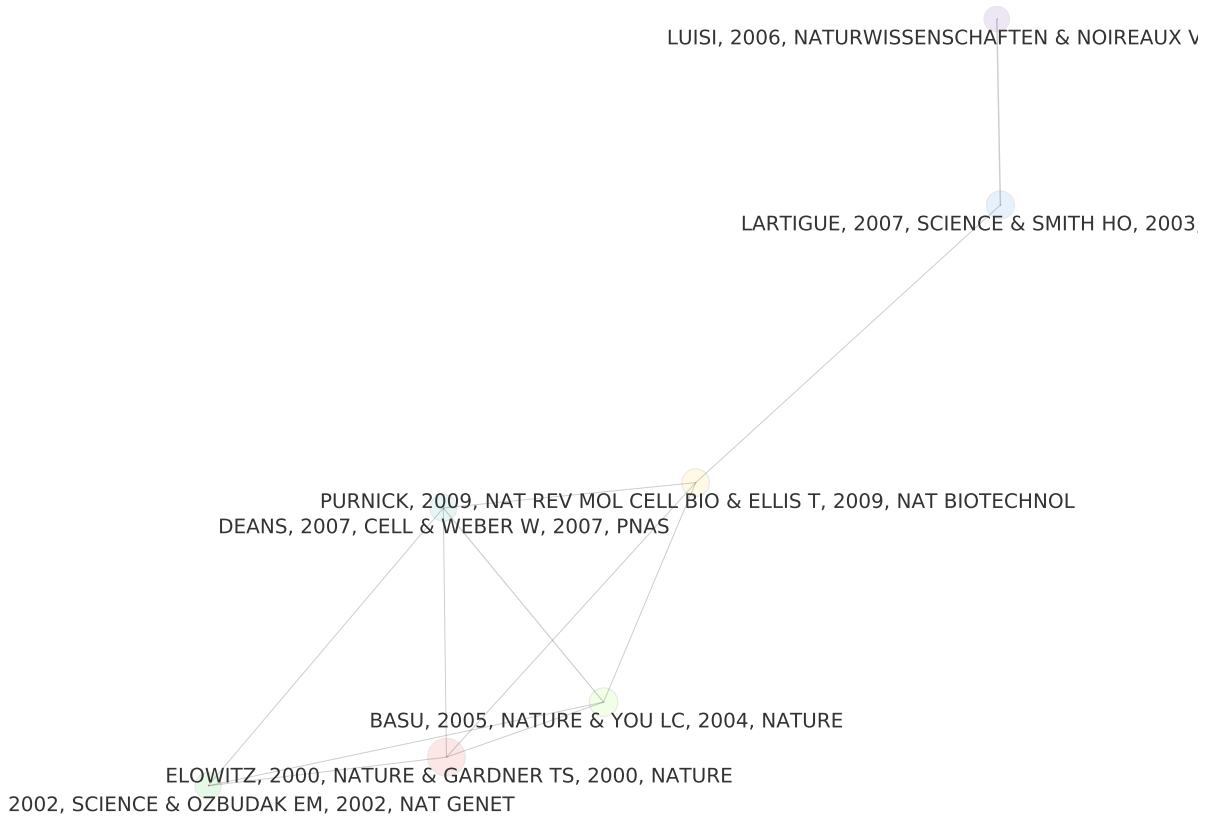 LUISI, 2006, NATURWISSENSCHAFTEN & NOIREAUX V
LARTIGUE, 2007, SCIENCE & SMITH HO, 2003,
PURNICK, 2009, NAT REV MOL CELL BIO & ELLIS T, 2009, NAT BIOTECHNOL
DEANS, 2007, CELL & WEBER W, 2007, PNAS
BASU, 2005, NATURE & YOU LC, 2004, NATURE
ELOWITZ, 2000, NATURE & GARDNER TS, 2000, NATURE
2002, SCIENCE & OZBUDAK EM, 2002, NAT GENET